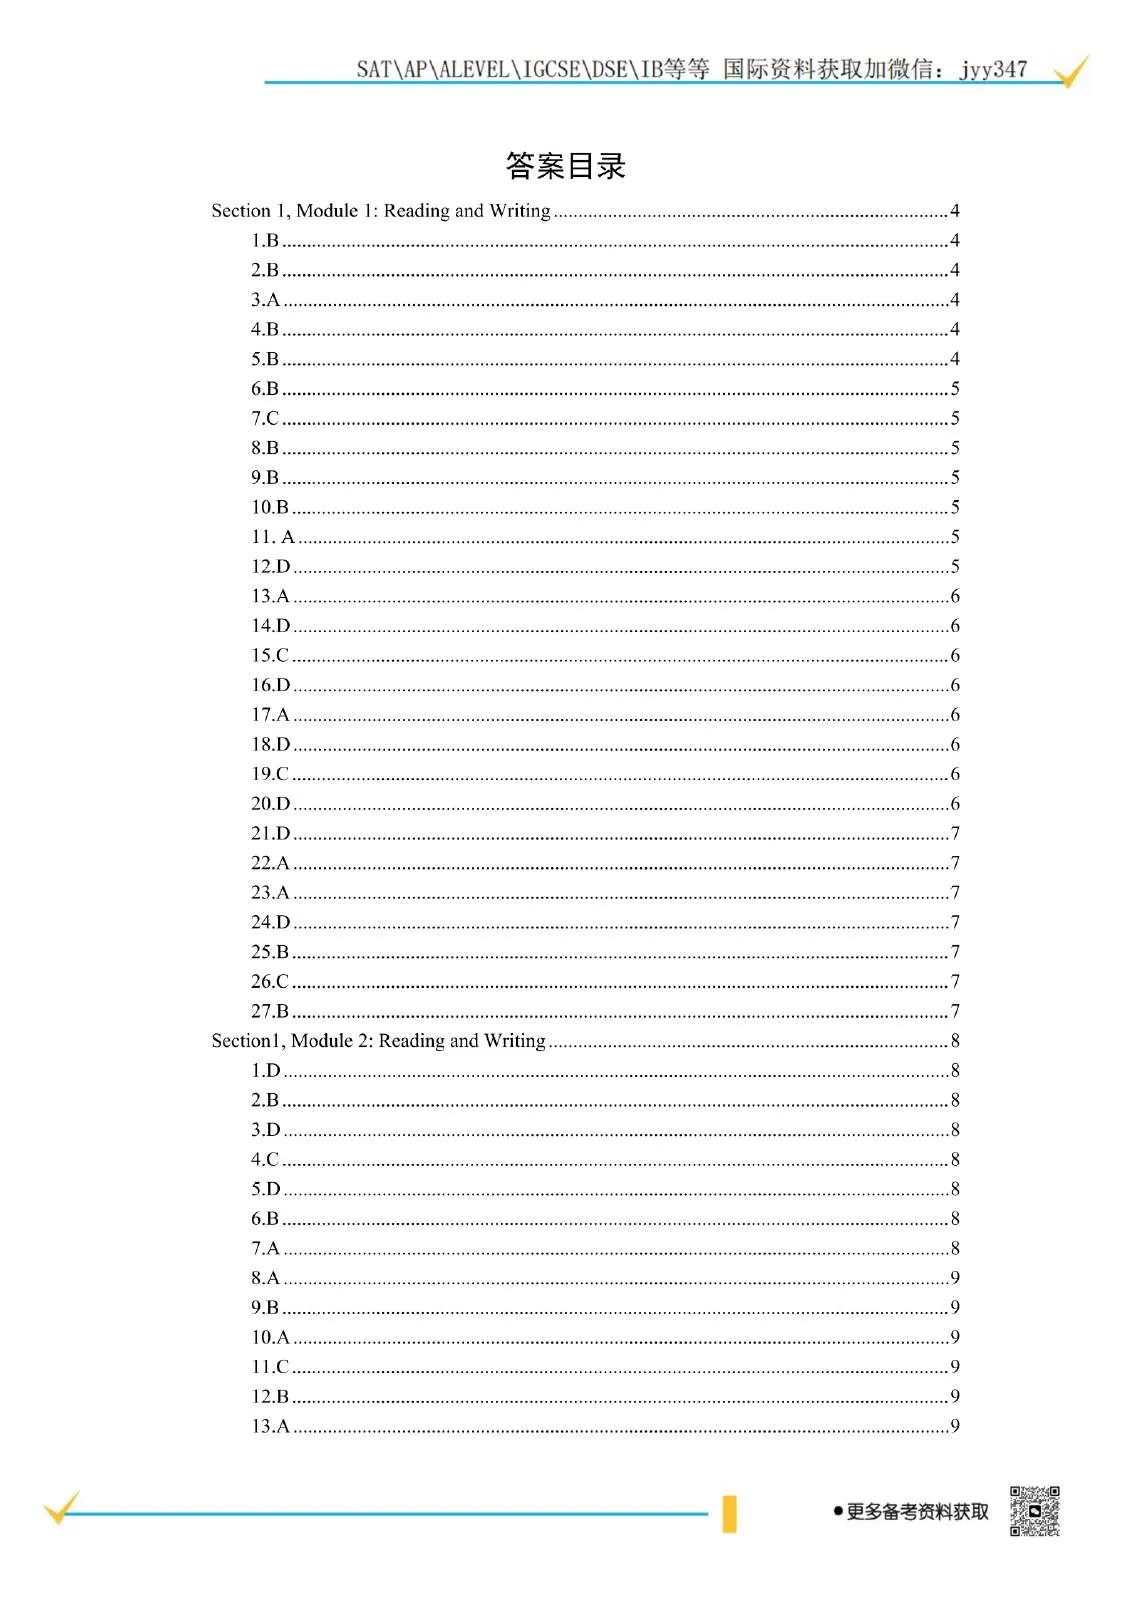 SAT\AP\ALEVEL\IGCSE\DSE\IB等等 国际资料获取加微信：jyy347
答案目录
Section 1, Module 1: Reading and Writing........4
1.B........4
2.B........4
3.A........4
4.B........4
5.B........4
6.B........5
7.C........5
8.B........5
9.B........5
10.B........5
11. A........5
12.D........5
13.A........6
14.D........6
15.C........6
16.D........6
17.A........6
18.D........6
19.C........6
20.D........6
21.D........7
22.A........7
23.A........7
24.D........7
25.B........7
26.C........7
27.B........7
Section1, Module 2: Reading and Writing........8
1.D........8
2.B........8
3.D........8
4.C........8
5.D........8
6.B........8
7.A........8
8.A........9
9.B........9
10.A........9
11.C........9
12.B........9
13.A........9
●更多备考资料获取